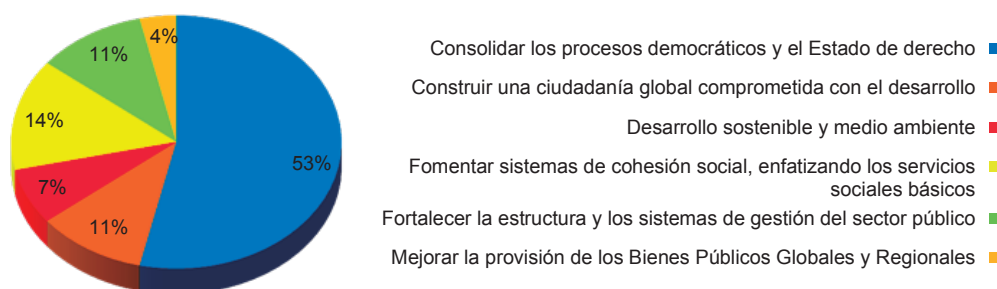 4%
11%
14%
53%
7%
11%
Consolidar los procesos democráticos y el Estado de derecho
Construir una ciudadanía global comprometida con el desarrollo
Desarrollo sostenible y medio ambiente
Fomentar sistemas de cohesión social, enfatizando los servicios
sociales básicos
Fortalecer la estructura y los sistemas de gestión del sector público
Mejorar la provisión de los Bienes Públicos Globales y Regionales